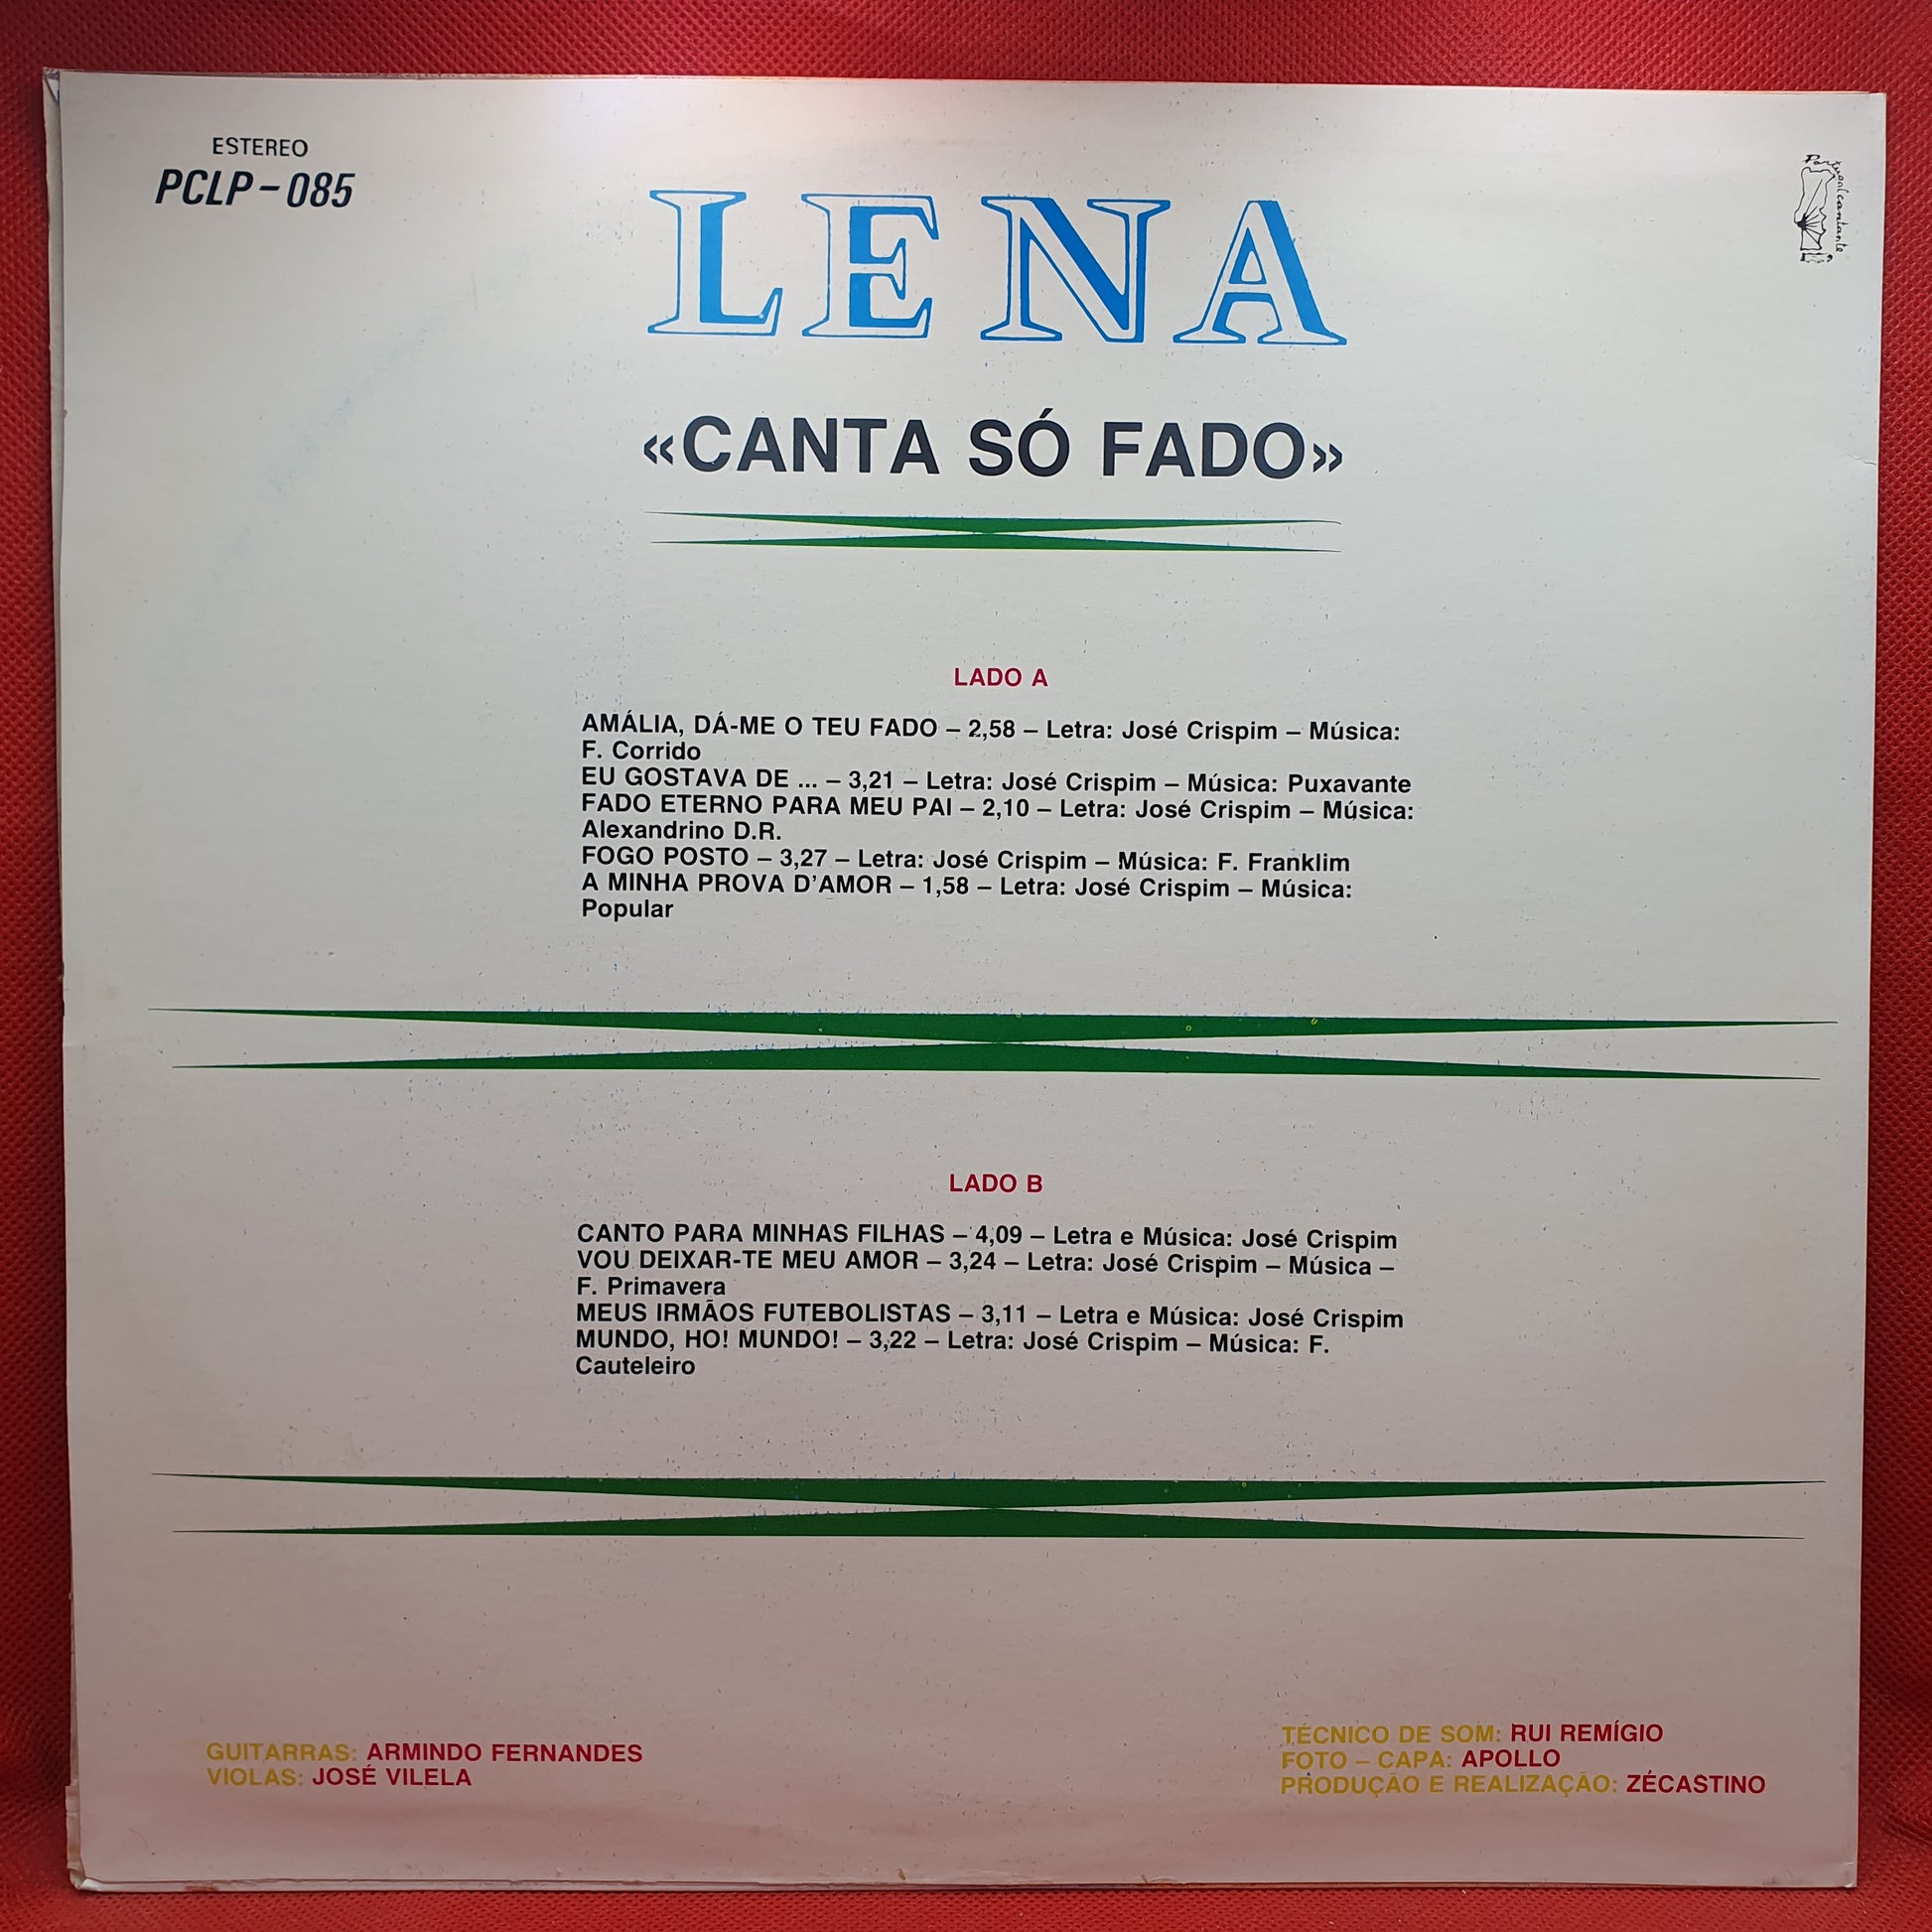 ESTEREO
PCLP-085
Portugalcantante
LENA
«CANTA SÓ FADO»
LADO A
AMÁLIA, DÁ-ME O TEU FADO – 2,58 – Letra: José Crispim – Música:
F. Corrido
EU GOSTAVA DE ... – 3,21 – Letra: José Crispim – Música: Puxavante
FADO ETERNO PARA MEU PAI – 2,10 – Letra: José Crispim – Música:
Alexandrino D.R.
FOGO POSTO – 3,27 – Letra: José Crispim – Música: F. Franklim
A MINHA PROVA D'AMOR – 1,58 – Letra: José Crispim – Música:
Popular
LADO B
CANTO PARA MINHAS FILHAS – 4,09 – Letra e Música: José Crispim
VOU DEIXAR-TE MEU AMOR – 3,24 – Letra: José Crispim – Música –
F. Primavera
MEUS IRMÃOS FUTEBOLISTAS – 3,11 – Letra e Música: José Crispim
MUNDO, HO! MUNDO! – 3,22 – Letra: José Crispim – Música: F.
Cauteleiro
GUITARRAS: ARMINDO FERNANDES
VIOLAS: JOSÉ VILELA
TÉCNICO DE SOM: RUI REMÍGIO
FOTO – CAPA: APOLLO
PRODUÇÃO E REALIZAÇÃO: ZÉCASTINO